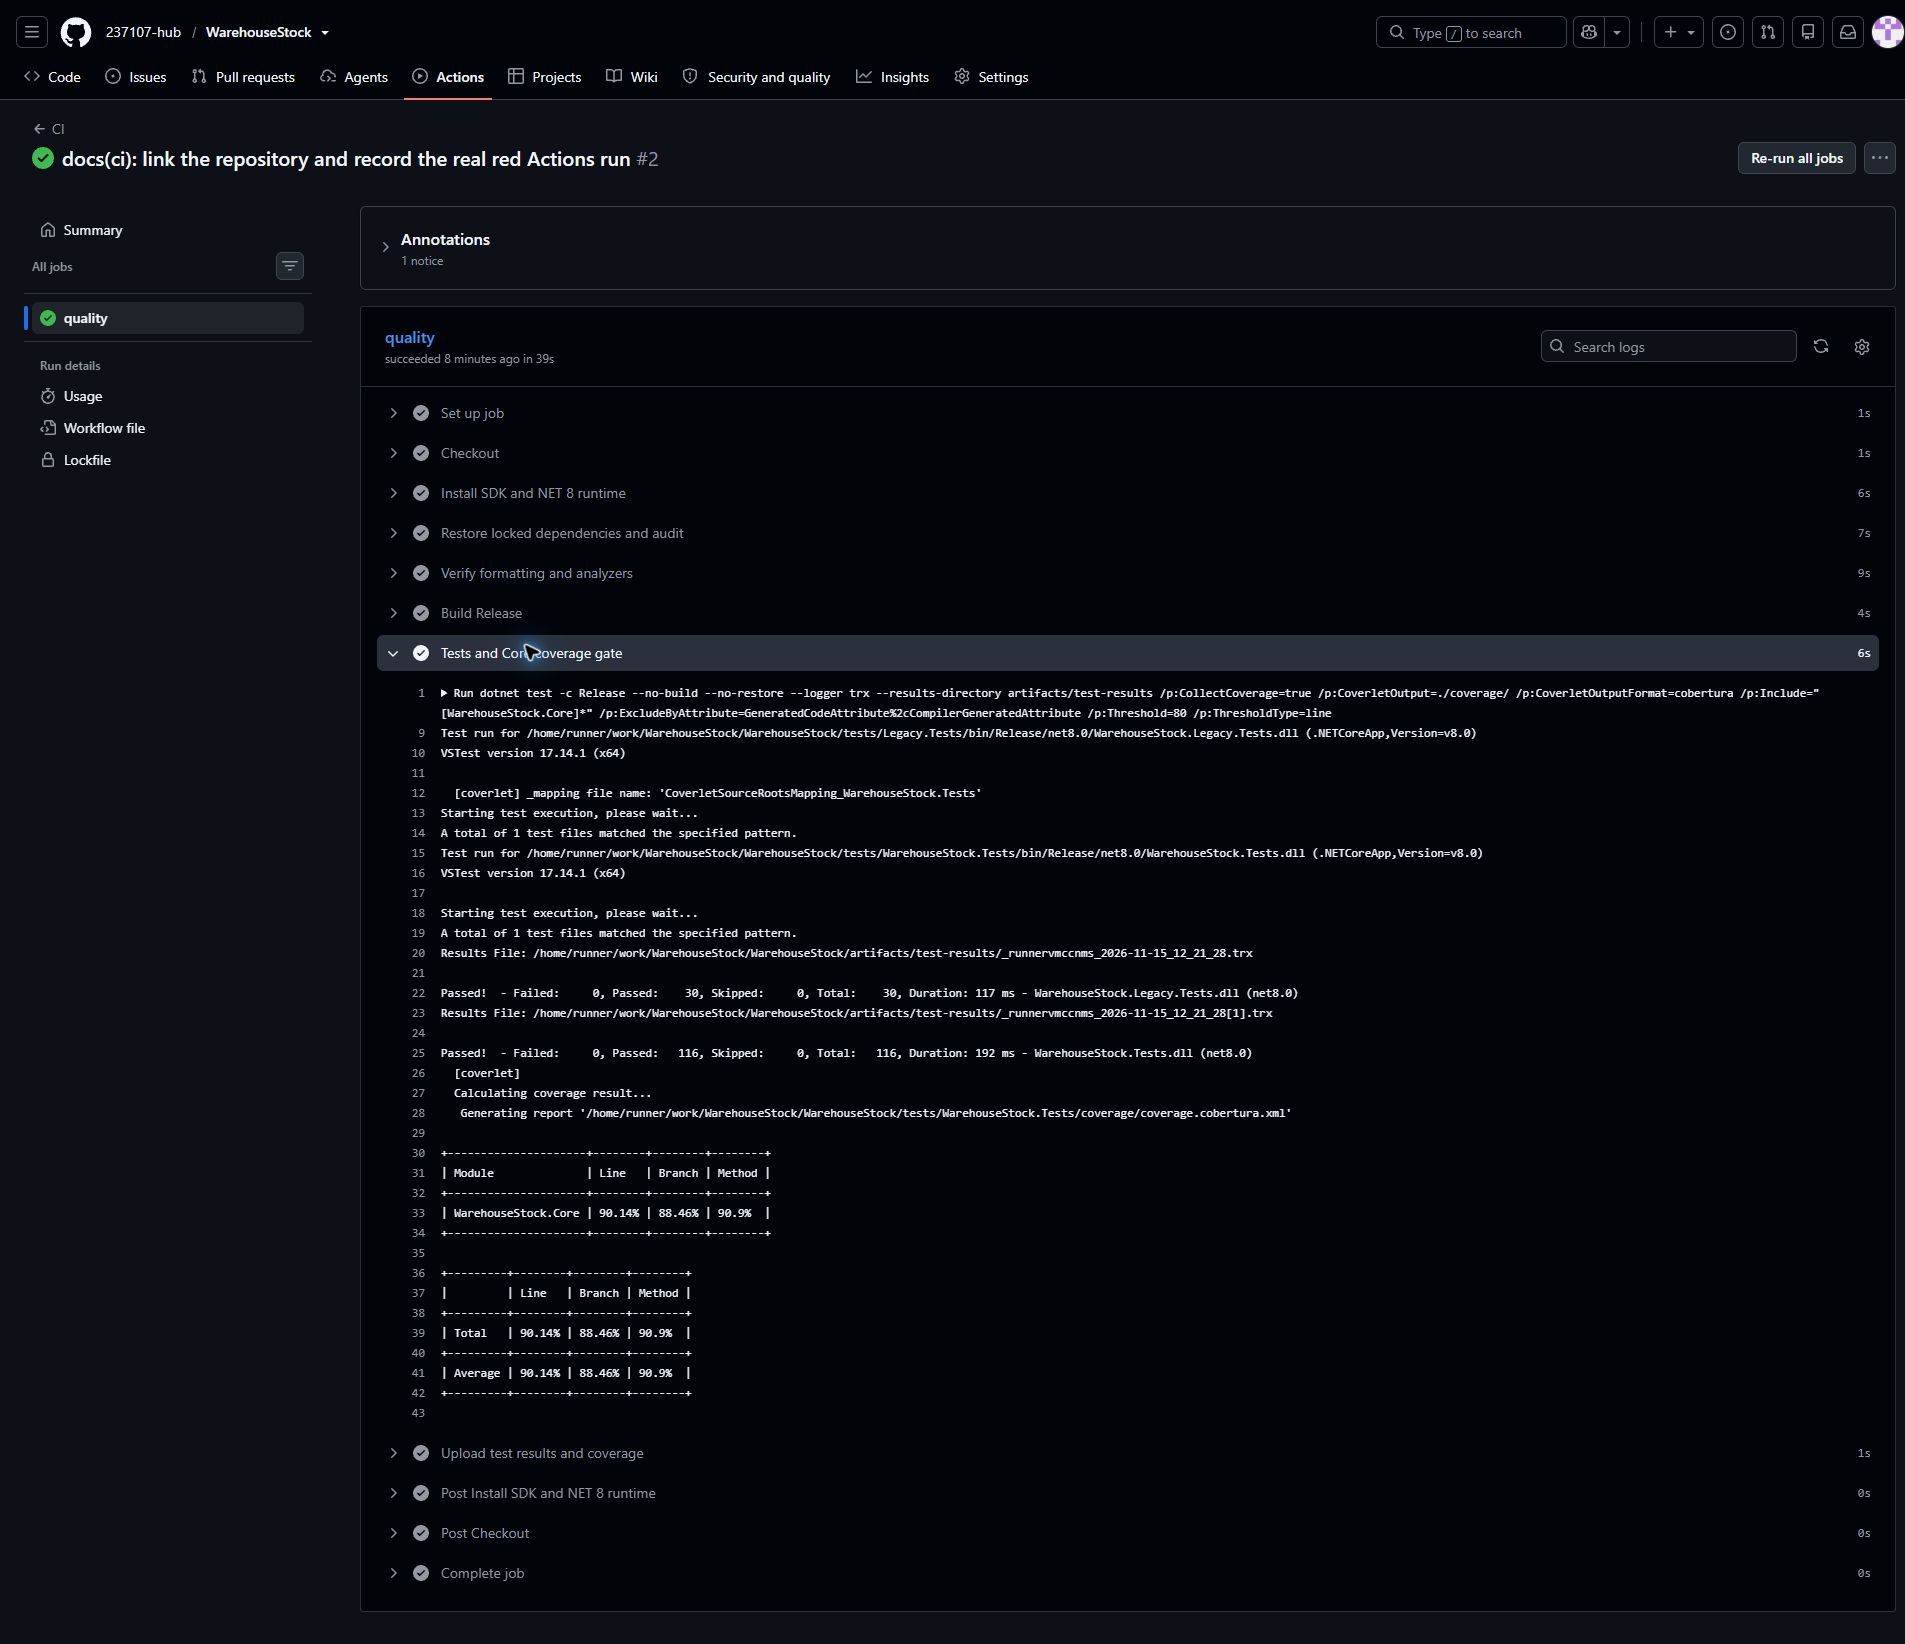 237107-hub / WarehouseStock
Type / to search
Code
Issues
Pull requests
Agents
Actions
Projects
Wiki
Security and quality
Insights
Settings
CI
docs(ci): link the repository and record the real red Actions run #2
Re-run all jobs
Summary
All jobs
quality
Run details
Usage
Workflow file
Lockfile
Annotations
1 notice
quality
succeeded 8 minutes ago in 39s
Search logs
Set up job 1s
Checkout 1s
Install SDK and NET 8 runtime 6s
Restore locked dependencies and audit 7s
Verify formatting and analyzers 9s
Build Release 4s
Tests and Core coverage gate 6s
1 Run dotnet test -c Release --no-build --no-restore --logger trx --results-directory artifacts/test-results /p:CollectCoverage=true /p:CoverletOutput=./coverage/ /p:CoverletOutputFormat=cobertura /p:Include="
[WarehouseStock.Core]*" /p:ExcludeByAttribute=GeneratedCodeAttribute%2cCompilerGeneratedAttribute /p:Threshold=80 /p:ThresholdType=line
9 Test run for /home/runner/work/WarehouseStock/WarehouseStock/tests/Legacy.Tests/bin/Release/net8.0/WarehouseStock.Legacy.Tests.dll (.NETCoreApp,Version=v8.0)
10 VSTest version 17.14.1 (x64)
11
12 [coverlet] _mapping file name: 'CoverletSourceRootsMapping_WarehouseStock.Tests'
13 Starting test execution, please wait...
14 A total of 1 test files matched the specified pattern.
15 Test run for /home/runner/work/WarehouseStock/WarehouseStock/tests/WarehouseStock.Tests/bin/Release/net8.0/WarehouseStock.Tests.dll (.NETCoreApp,Version=v8.0)
16 VSTest version 17.14.1 (x64)
17
18 Starting test execution, please wait...
19 A total of 1 test files matched the specified pattern.
20 Results File: /home/runner/work/WarehouseStock/WarehouseStock/artifacts/test-results/_runnervmccnms_2026-11-15_12_21_28.trx
21
22 Passed!  - Failed:     0, Passed:    30, Skipped:     0, Total:    30, Duration: 117 ms - WarehouseStock.Legacy.Tests.dll (net8.0)
23 Results File: /home/runner/work/WarehouseStock/WarehouseStock/artifacts/test-results/_runnervmccnms_2026-11-15_12_21_28[1].trx
24
25 Passed!  - Failed:     0, Passed:   116, Skipped:     0, Total:   116, Duration: 192 ms - WarehouseStock.Tests.dll (net8.0)
26 [coverlet]
27 Calculating coverage result...
28 Generating report '/home/runner/work/WarehouseStock/WarehouseStock/tests/WarehouseStock.Tests/coverage/coverage.cobertura.xml'
29
30 +---------------------+--------+--------+--------+
31 | Module              | Line   | Branch | Method |
32 +---------------------+--------+--------+--------+
33 | WarehouseStock.Core | 90.14% | 88.46% | 90.9%  |
34 +---------------------+--------+--------+--------+
35
36 +---------+--------+--------+--------+
37 |         | Line   | Branch | Method |
38 +---------+--------+--------+--------+
39 | Total   | 90.14% | 88.46% | 90.9%  |
40 +---------+--------+--------+--------+
41 | Average | 90.14% | 88.46% | 90.9%  |
42 +---------+--------+--------+--------+
43
Upload test results and coverage 1s
Post Install SDK and NET 8 runtime 0s
Post Checkout 0s
Complete job 0s